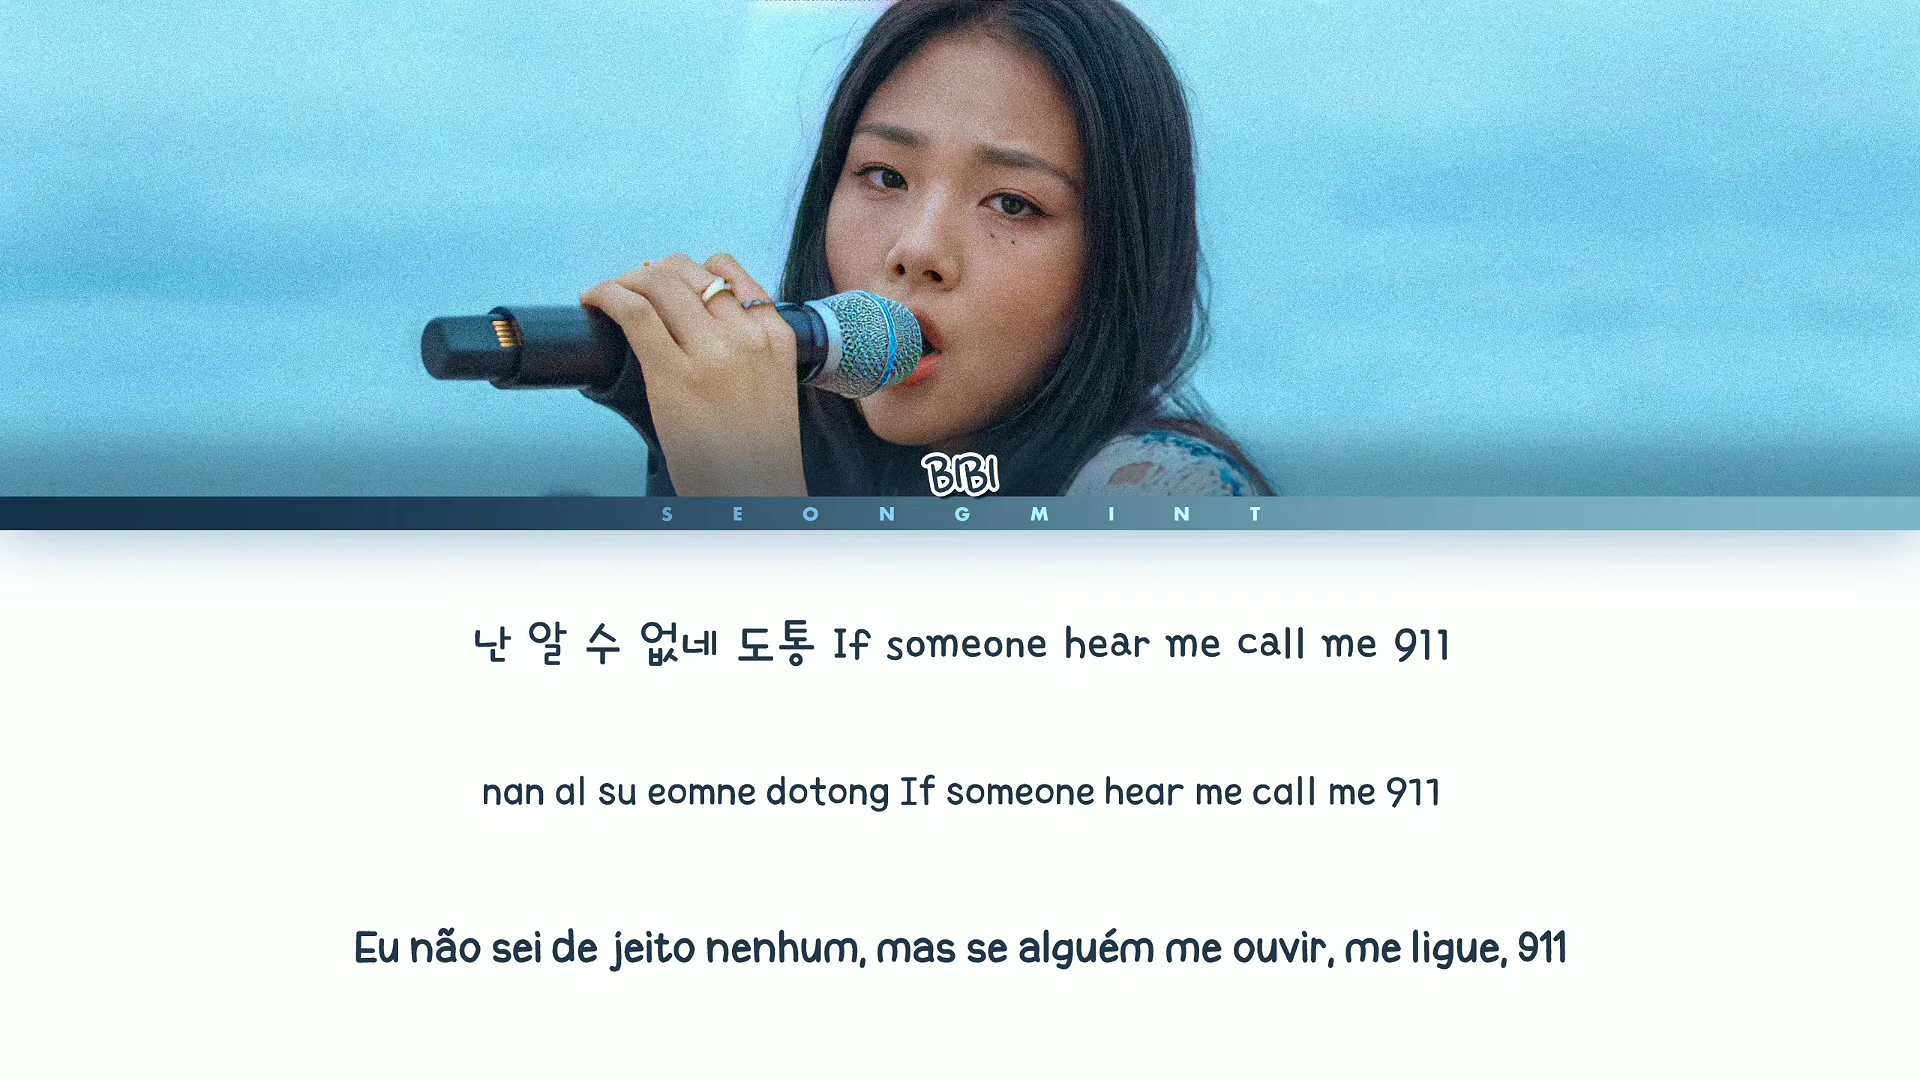 BIBI
SEONGMINT
난 알 수 없네 도통 If someone hear me call me 911
nan al su eomne dotong If someone hear me call me 911
Eu não sei de jeito nenhum, mas se alguém me ouvir, me ligue, 911